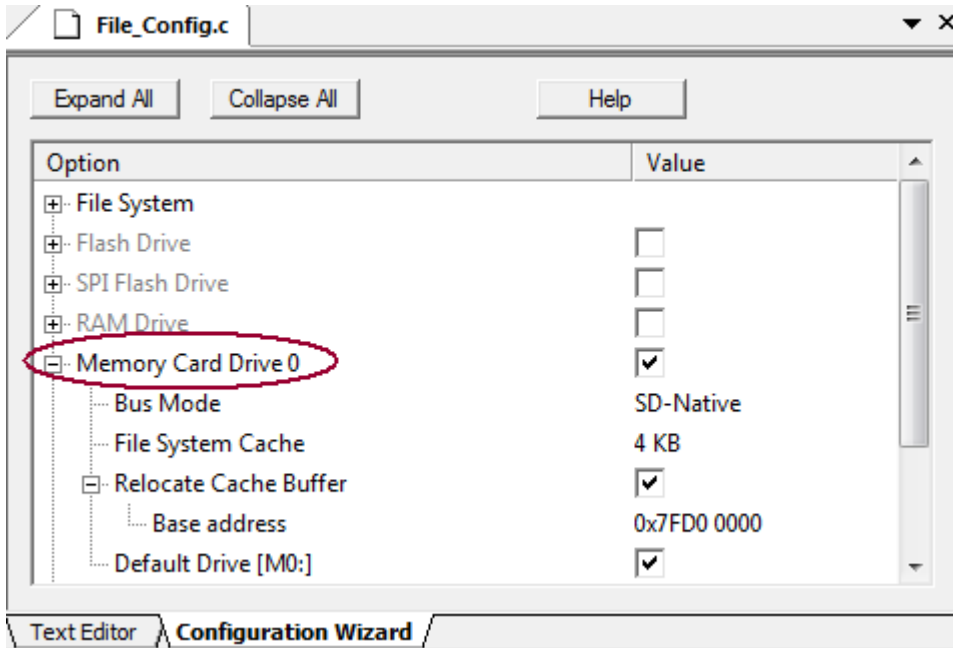 File_Config.c
Expand All Collapse All Help
Option Value
File System
Flash Drive
SPI Flash Drive
RAM Drive
Memory Card Drive 0
Bus Mode SD-Native
File System Cache 4 KB
Relocate Cache Buffer
Base address 0x7FD0 0000
Default Drive [M0:]
Text Editor Configuration Wizard